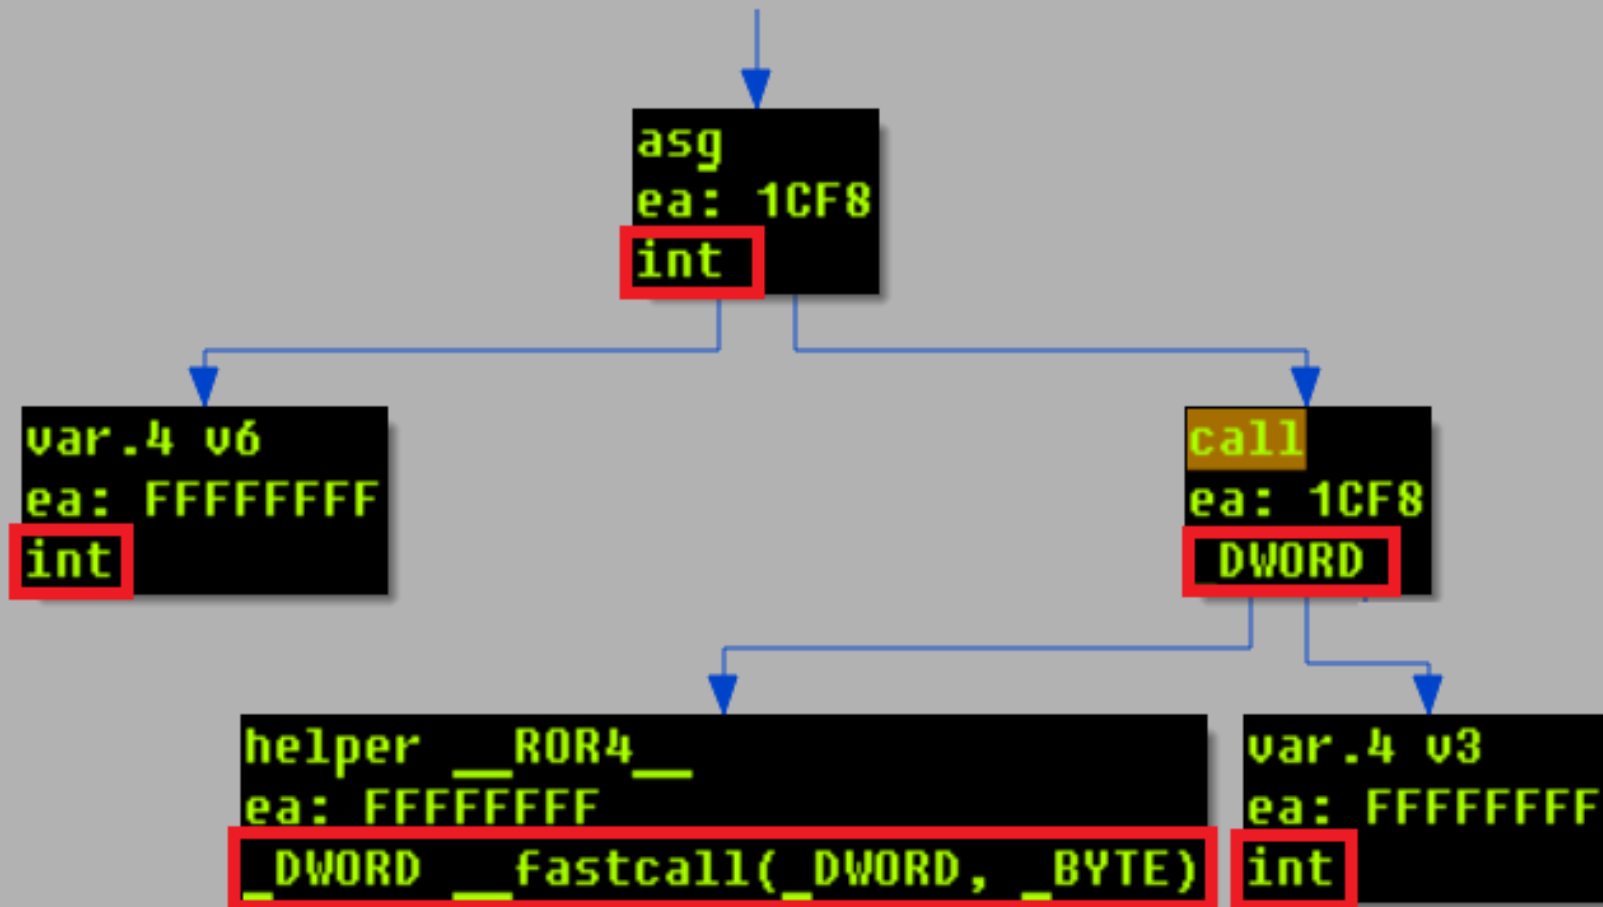 asg
ea: 1CF8
int
var.4 v6
ea: FFFFFFFF
int
call
ea: 1CF8
_DWORD
helper __ROR4__
ea: FFFFFFFF
_DWORD __fastcall(_DWORD, _BYTE)
var.4 v3
ea: FFFFFFFF
int